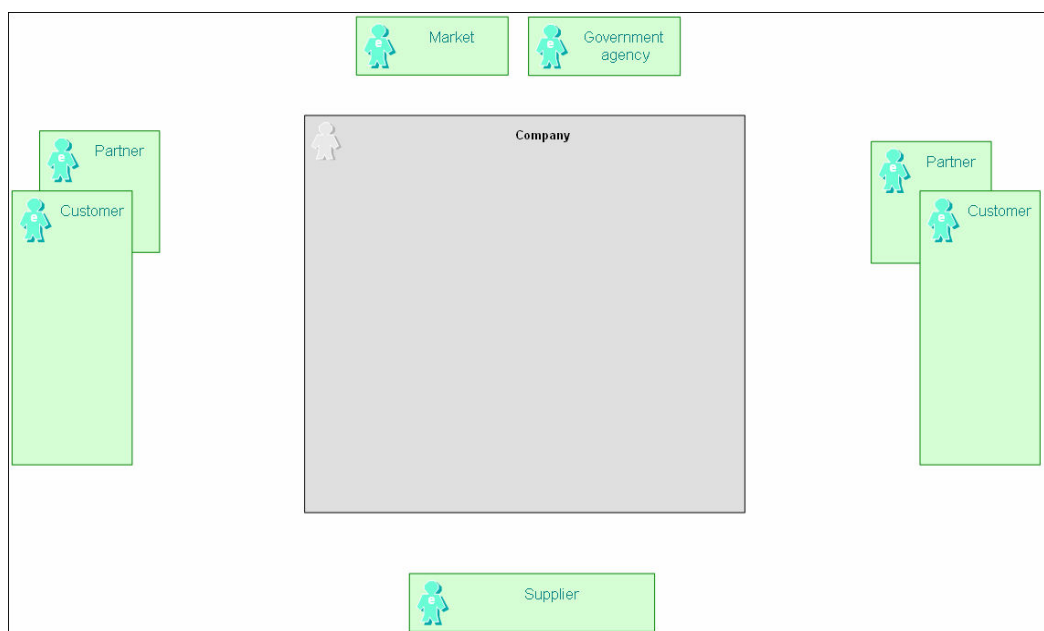 e Market
e Government
agency
Company
e Partner
e Customer
e Partner
e Customer
e Supplier